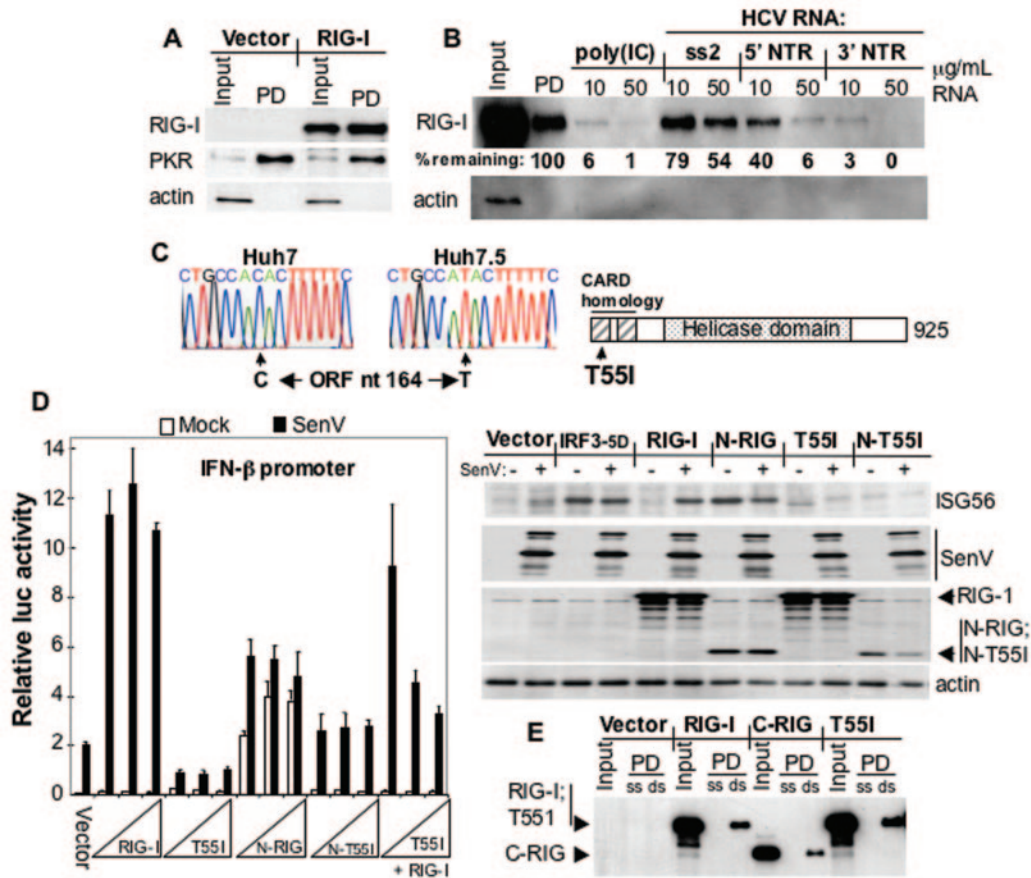 A
Vector RIG-I
Input PD Input PD
RIG-I
PKR
actin
B
HCV RNA:
poly(IC) ss2 5' NTR 3' NTR
Input PD 10 50 10 50 10 50 10 50 μg/mL RNA
RIG-I
%remaining: 100 6 1 79 54 40 6 3 0
actin
C
Huh7
CTGCCACACTTTTTC
Huh7.5
CTGCCATACTTTTTC
C ORF nt 164 T
CARD homology
Helicase domain 925
T55I
D
Mock SenV
IFN-β promoter
Relative luc activity
14
12
10
8
6
4
2
0
Vector RIG-I T55I N-RIG N-T55I T55I
+ RIG-I
Vector IRF3-5D RIG-I N-RIG T55I N-T55I
SenV: - + - + - + - + - + - +
ISG56
SenV
RIG-1
N-RIG;
N-T55I
actin
E
Vector RIG-I C-RIG T55I
Input PD Input PD Input PD Input PD
ss ds ss ds ss ds ss ds
RIG-I;
T551
C-RIG